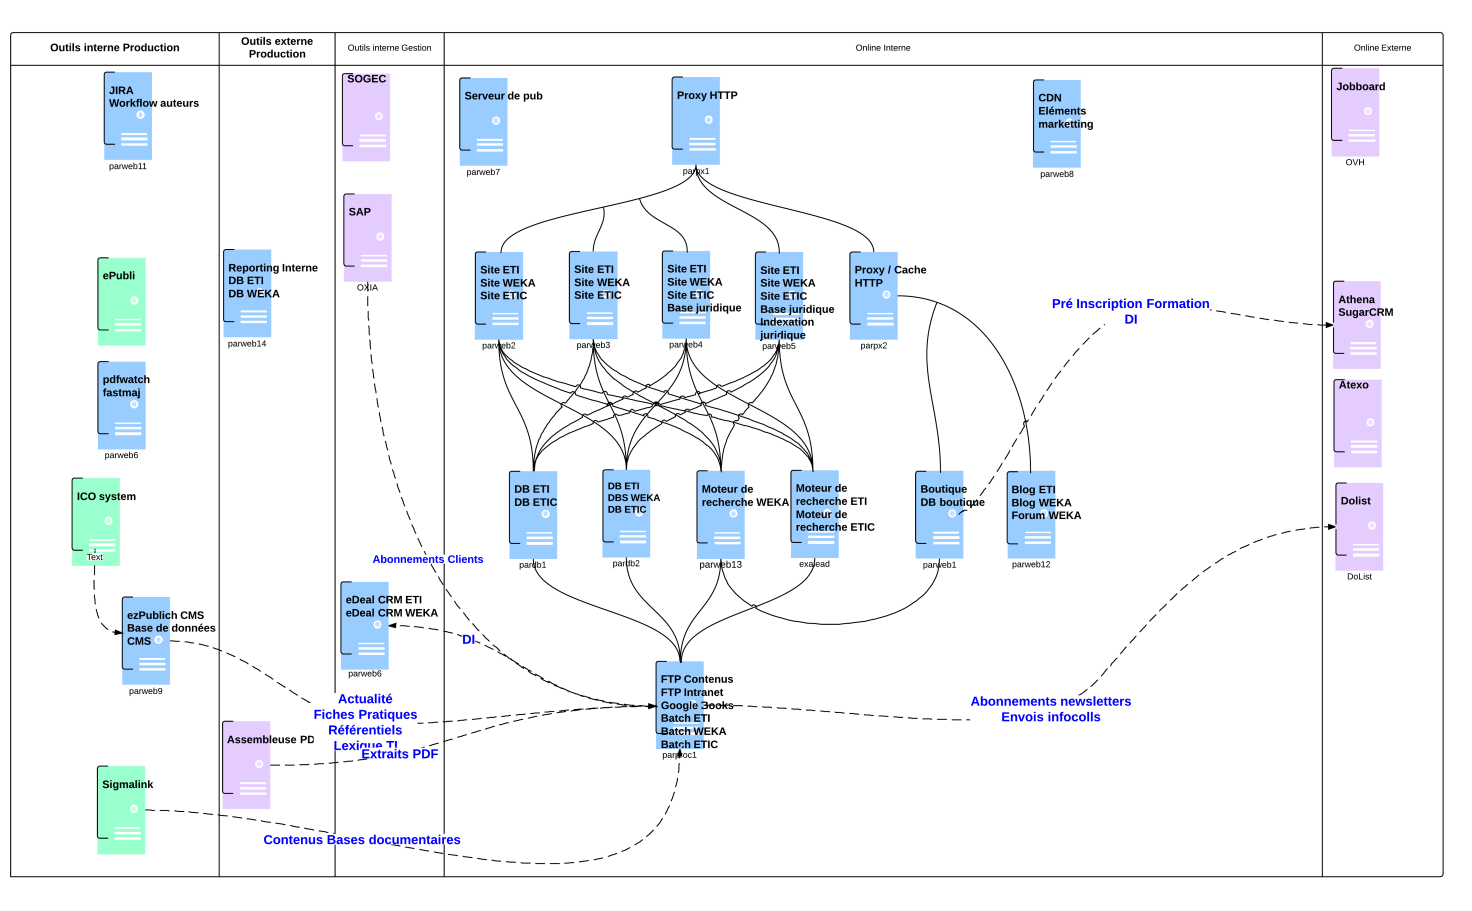 Outils interne Production
Outils externe
Production
Outils interne Gestion
Online Interne
Online Externe
JIRA
Workflow auteurs
parweb11
ePubli
pdfwatch
fastmaj
parweb6
ICO system
Text
ezPublich CMS
Base de données
CMS
parweb9
Sigmalink
Reporting Interne
DB ETI
DB WEKA
parweb14
Assembleuse PD
SOGEC
SAP
OXIA
Abonnements Clients
eDeal CRM ETI
eDeal CRM WEKA
parweb6
DI
Actualité
Fiches Pratiques
Référentiels
Lexique TI
Extraits PDF
Contenus Bases documentaires
Serveur de pub
parweb7
Proxy HTTP
parpx1
CDN
Eléments
marketting
parweb8
Site ETI
Site WEKA
Site ETIC
parweb2
Site ETI
Site WEKA
Site ETIC
parweb3
Site ETI
Site WEKA
Site ETIC
Base juridique
parweb4
Site ETI
Site WEKA
Site ETIC
Base juridique
Indexation
juridique
parweb5
Proxy / Cache
HTTP
parpx2
Pré Inscription Formation
DI
DB ETI
DB ETIC
pardb1
DB ETI
DBS WEKA
DB ETIC
pardb2
Moteur de
recherche WEKA
parweb13
Moteur de
recherche ETI
Moteur de
recherche ETIC
exalead
Boutique
DB boutique
parweb1
Blog ETI
Blog WEKA
Forum WEKA
parweb12
FTP Contenus
FTP Intranet
Google Books
Batch ETI
Batch WEKA
Batch ETIC
parproc1
Abonnements newsletters
Envois infocolls
Jobboard
OVH
Athena
SugarCRM
Atexo
Dolist
DoList